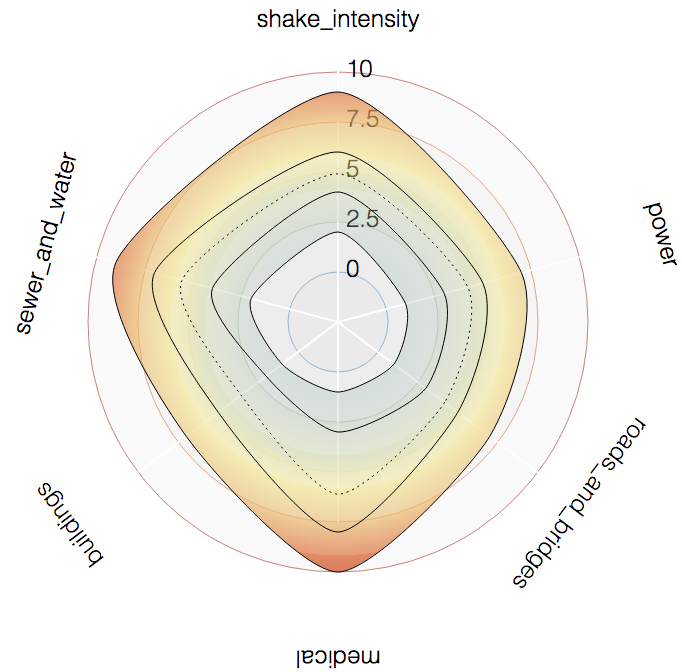 shake_intensity
10
7.5
5
2.5
0
power
roads_and_bridges
medical
buildings
sewer_and_water